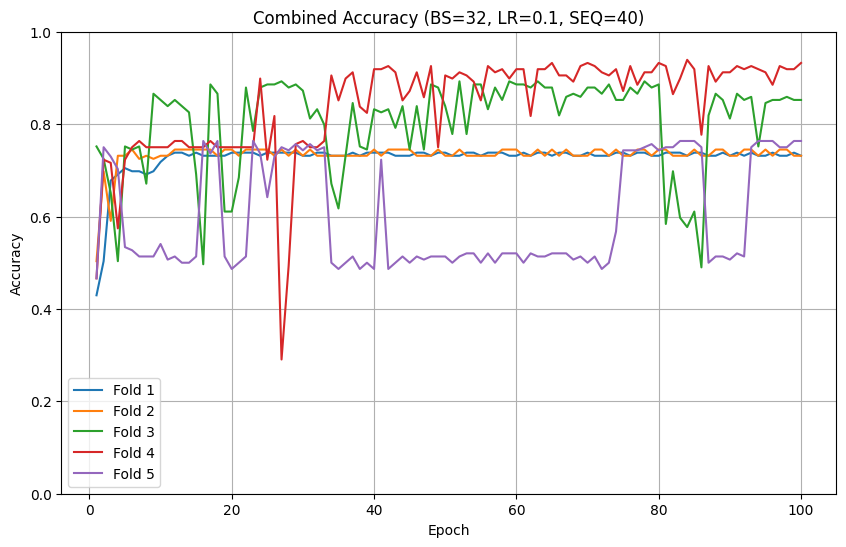 Combined Accuracy (BS=32, LR=0.1, SEQ=40)
1.0
0.8
0.6
0.4
0.2
0.0
Accuracy
Fold 1
Fold 2
Fold 3
Fold 4
Fold 5
0 20 40 60 80 100
Epoch